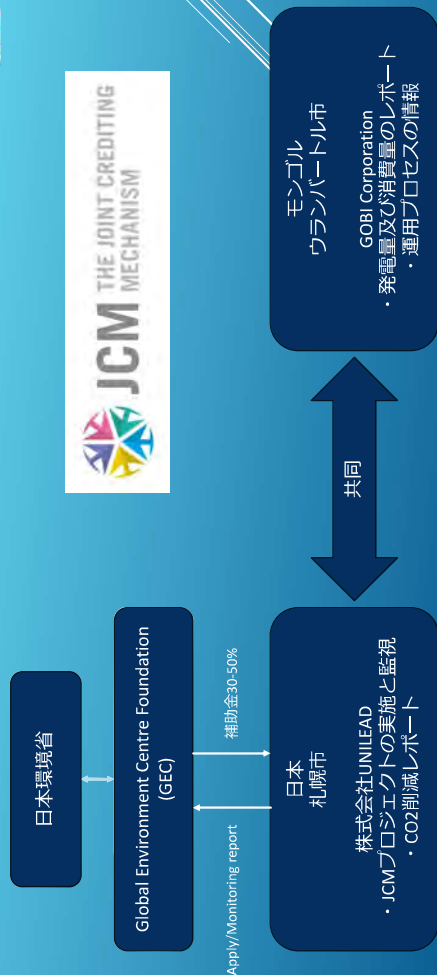 日本環境省
Global Environment Centre Foundation
(GEC)
Apply/Monitoring report
補助金30-50%
日本
札幌市
株式会社UNILEAD
・JCMプロジェクトの実施と監視
・CO2削減レポート
共同
JCM THE JOINT CREDITING
MECHANISM
モンゴル
ウランバートル市
GOBI Corporation
・発電量及び消費量のレポート
・運用プロセスの情報